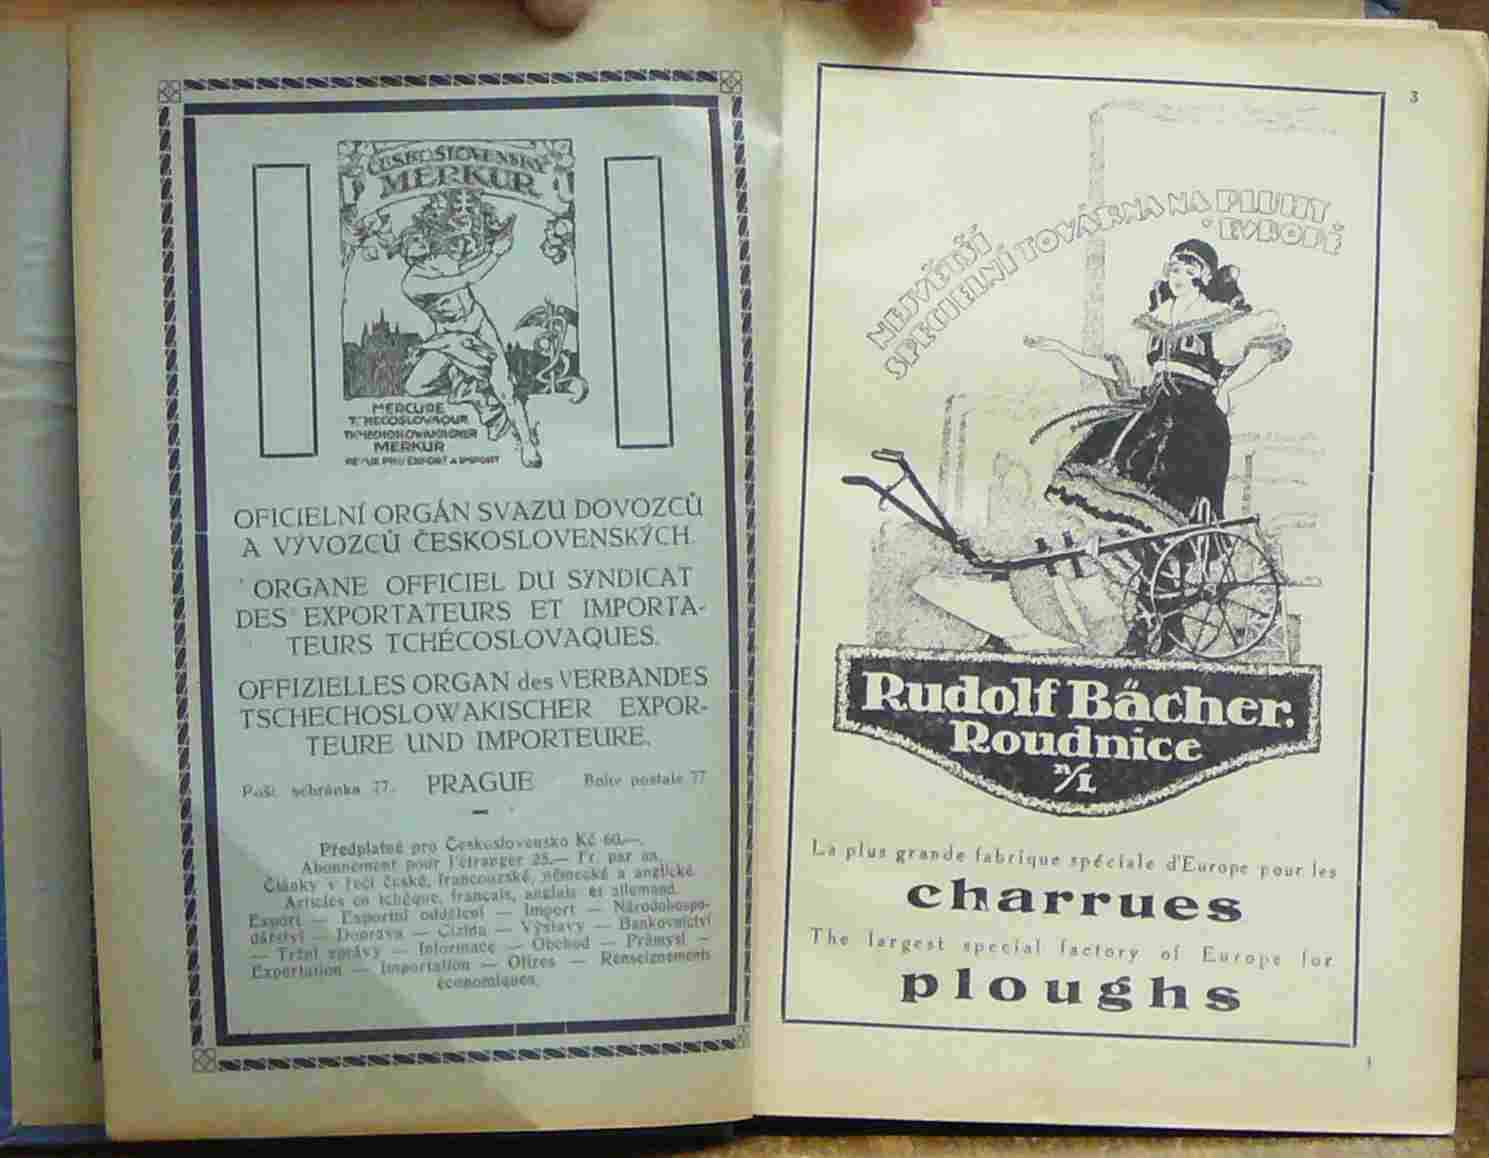 ČESKOSLOVENSKÝ
MERKUR
MERCURE
TCHECOSLOVAQUE
TSCHECHOSLOWAKISCHER
MERKUR
REVUE PRO EXPORT A IMPORT
OFICIELNÍ ORGÁN SVAZU DOVOZCŮ
A VÝVOZCŮ ČESKOSLOVENSKÝCH.
ORGANE OFFICIEL DU SYNDICAT
DES EXPORTATEURS ET IMPORTA-
TEURS TCHÉCOSLOVAQUES.
OFFIZIELLES ORGAN des VERBANDES
TSCHECHOSLOWAKISCHER EXPOR-
TEURE UND IMPORTEURE.
Pošt. schránka 77. PRAGUE Boîte postale 77
Předplatné pro Československo Kč 60.—.
Abonnement pour l'étranger 25.— Fr. par an.
Články v řeči české, francouzské, německé a anglické.
Articles en tchèque, français, anglais et allemand.
Export — Exportní oddělení — Import — Národohospo-
dářství — Doprava — Cizina — Výstavy — Bankovnictví
— Tržní zprávy — Informace — Obchod — Průmysl —
Exportation — Importation — Offres — Renseignements
économiques.
3
NEJVĚTŠÍ
SPECIELNÍ TOVÁRNA NA PLUHY
V EVROPĚ
Rudolf Bächer.
Roudnice
n/L
La plus grande fabrique spéciale d'Europe pour les
charrues
The largest special factory of Europe for
ploughs
1